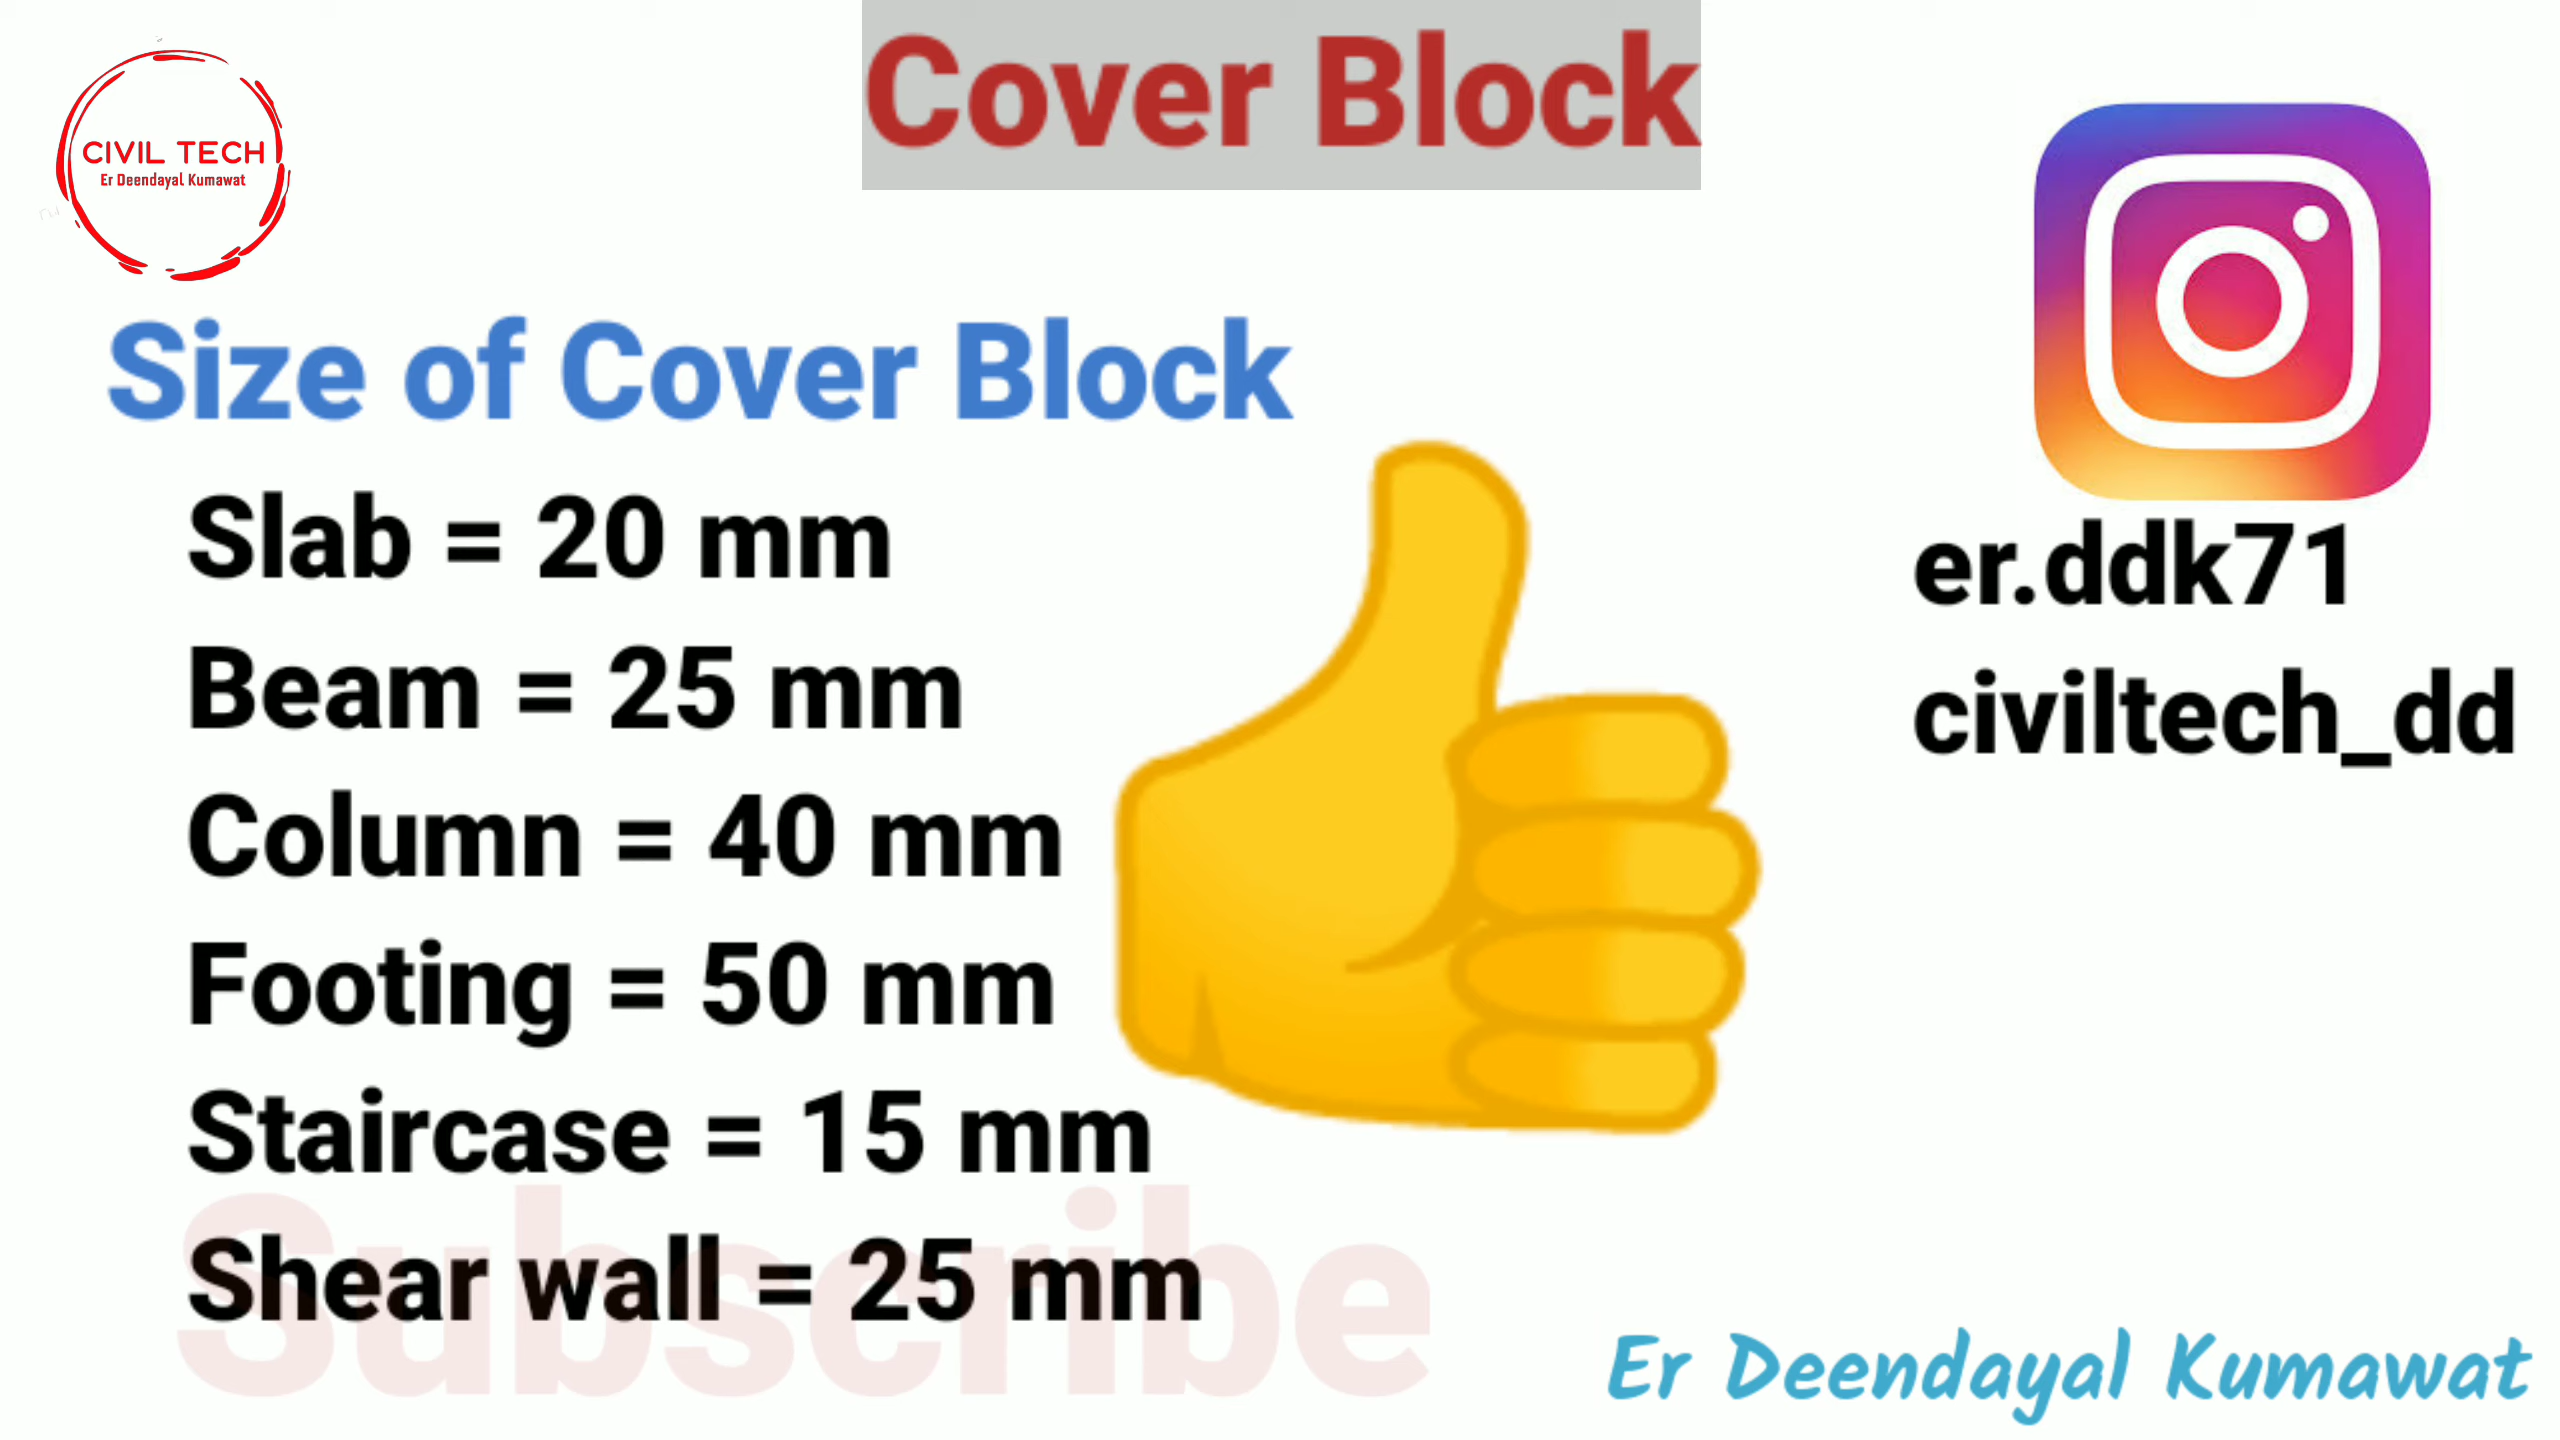 Cover Block
CIVIL TECH
Er Deendayal Kumawat
Size of Cover Block
Slab = 20 mm
Beam = 25 mm
Column = 40 mm
Footing = 50 mm
Staircase = 15 mm
Shear wall = 25 mm
Subscribe
er.ddk71
civiltech_dd
Er Deendayal Kumawat